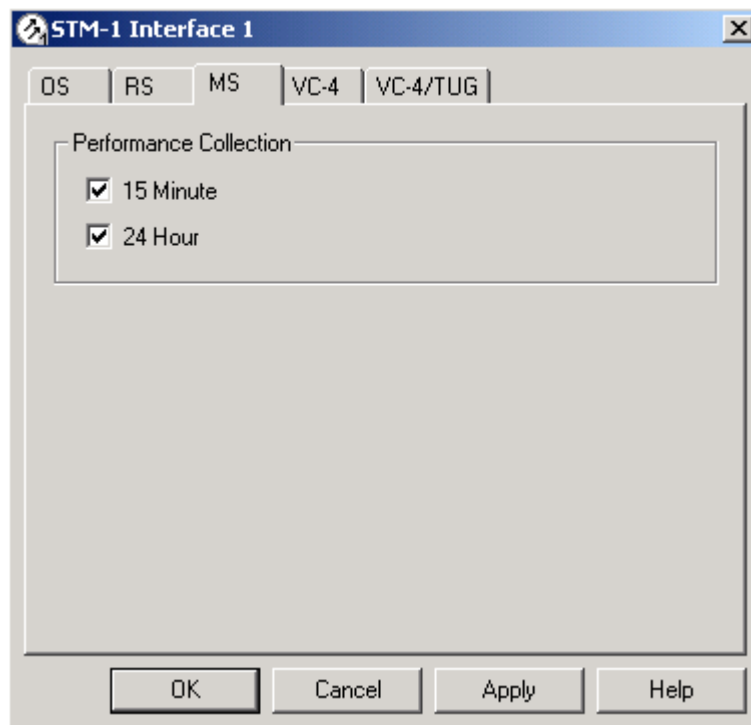 STM-1 Interface 1
OS RS MS VC-4 VC-4/TUG
Performance Collection
15 Minute
24 Hour
OK Cancel Apply Help